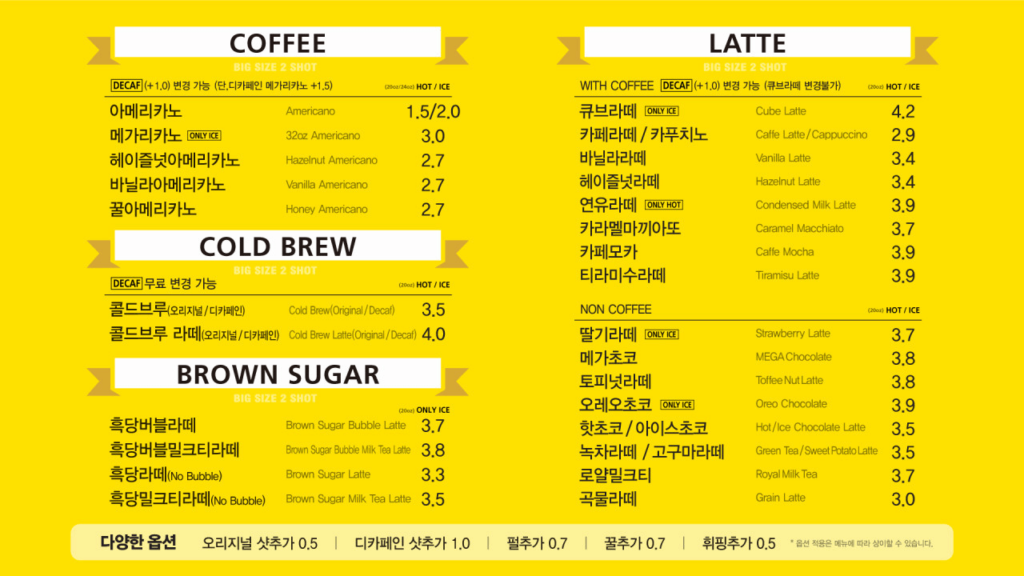 COFFEE
BIG SIZE 2 SHOT
DECAF (+1.0) 변경 가능 (단,디카페인 메가리카노 +1.5) (20oz/24oz) HOT / ICE
아메리카노 Americano 1.5/2.0
메가리카노 ONLY ICE 32oz Americano 3.0
헤이즐넛아메리카노 Hazelnut Americano 2.7
바닐라아메리카노 Vanilla Americano 2.7
꿀아메리카노 Honey Americano 2.7
COLD BREW
BIG SIZE 2 SHOT
DECAF 무료 변경 가능 (20oz) HOT / ICE
콜드브루(오리지널/디카페인) Cold Brew(Original/Decaf) 3.5
콜드브루 라떼(오리지널/디카페인) Cold Brew Latte(Original/Decaf) 4.0
BROWN SUGAR
BIG SIZE 2 SHOT
(20oz) ONLY ICE
흑당버블라떼 Brown Sugar Bubble Latte 3.7
흑당버블밀크티라떼 Brown Sugar Bubble Milk Tea Latte 3.8
흑당라떼(No Bubble) Brown Sugar Latte 3.3
흑당밀크티라떼(No Bubble) Brown Sugar Milk Tea Latte 3.5
LATTE
BIG SIZE 2 SHOT
WITH COFFEE DECAF (+1.0) 변경 가능 (큐브라떼 변경불가) (20oz) HOT / ICE
큐브라떼 ONLY ICE Cube Latte 4.2
카페라떼 / 카푸치노 Caffe Latte / Cappuccino 2.9
바닐라라떼 Vanilla Latte 3.4
헤이즐넛라떼 Hazelnut Latte 3.4
연유라떼 ONLY HOT Condensed Milk Latte 3.9
카라멜마끼아또 Caramel Macchiato 3.7
카페모카 Caffe Mocha 3.9
티라미수라떼 Tiramisu Latte 3.9
NON COFFEE (20oz) HOT / ICE
딸기라떼 ONLY ICE Strawberry Latte 3.7
메가초코 MEGA Chocolate 3.8
토피넛라떼 Toffee Nut Latte 3.8
오레오초코 ONLY ICE Oreo Chocolate 3.9
핫초코 / 아이스초코 Hot/Ice Chocolate Latte 3.5
녹차라떼 / 고구마라떼 Green Tea / Sweet Potato Latte 3.5
로얄밀크티 Royal Milk Tea 3.7
곡물라떼 Grain Latte 3.0
다양한 옵션 오리지널 샷추가 0.5 | 디카페인 샷추가 1.0 | 펄추가 0.7 | 꿀추가 0.7 | 휘핑추가 0.5 * 옵션 적용은 메뉴에 따라 상이할 수 있습니다.